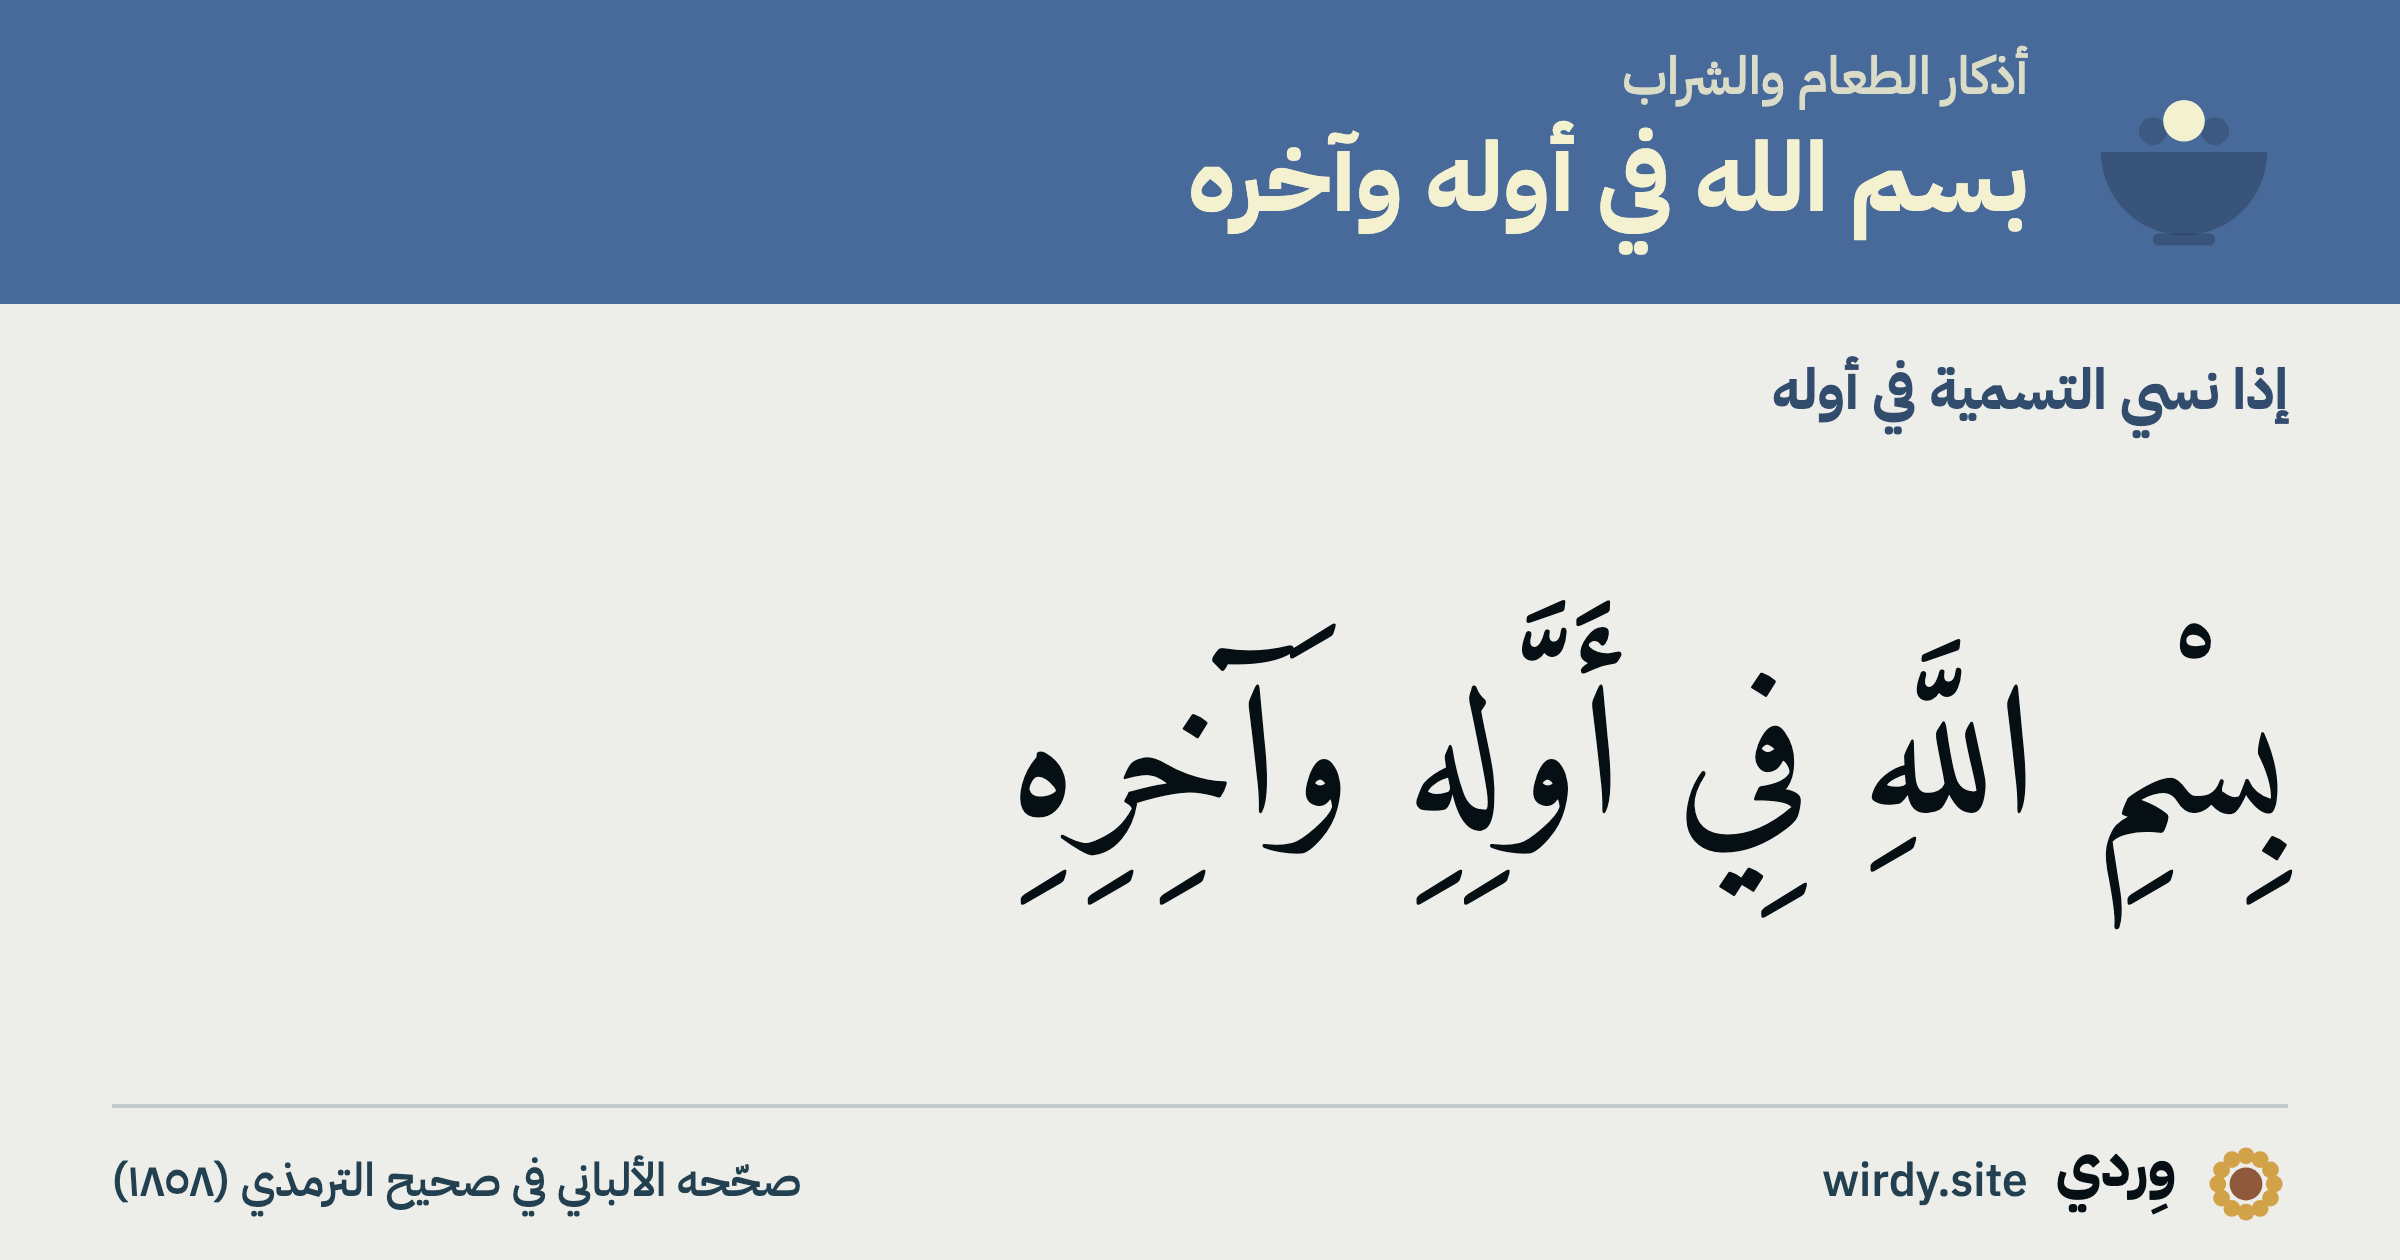 أذكار الطعام والشراب
بسم الله في أوله وآخره
إذا نسي التسمية في أوله
بِسْمِ اللَّهِ فِي أَوَّلِهِ وَآخِرِهِ
وِردي wirdy.site
صحّحه الألباني في صحيح الترمذي (١٨٥٨)